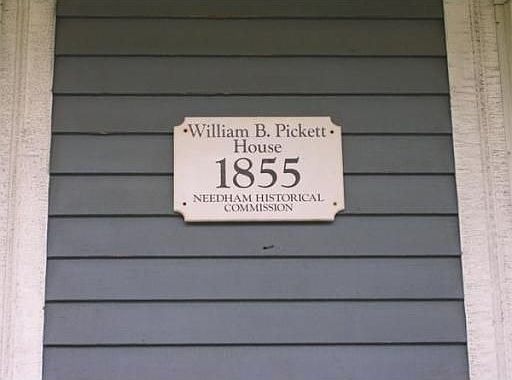 William B. Pickett
House
1855
NEEDHAM HISTORICAL
COMMISSION